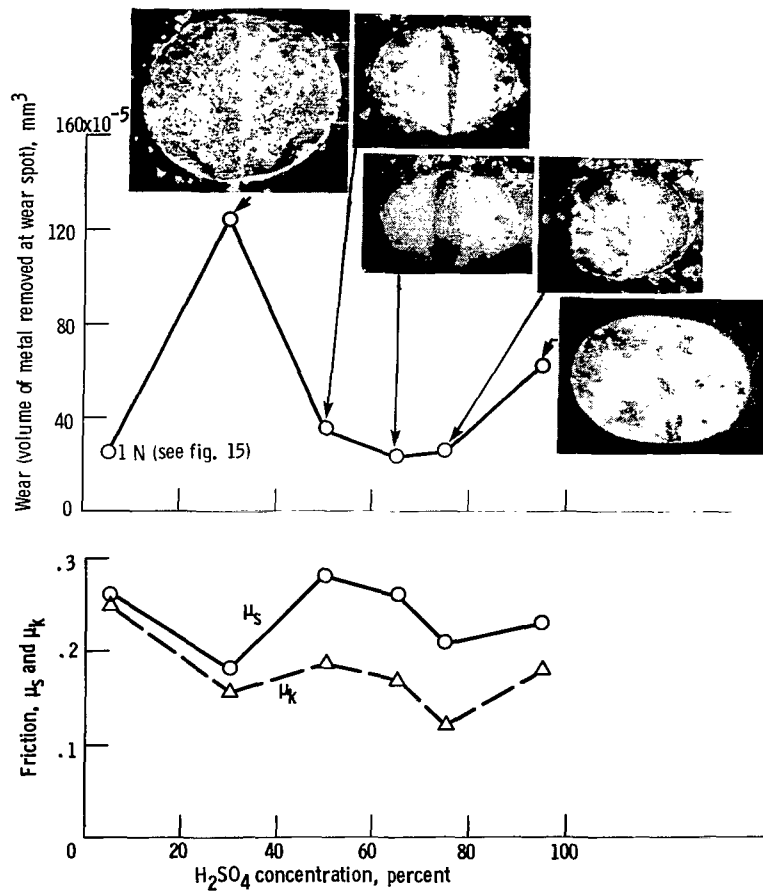 Wear (volume of metal removed at wear spot), mm³
160x10⁻⁵
120
80
40
0
1 N (see fig. 15)
Friction, μₛ and μₖ
.3
.2
.1
μₛ
μₖ
0
20
40
60
80
100
H₂SO₄ concentration, percent